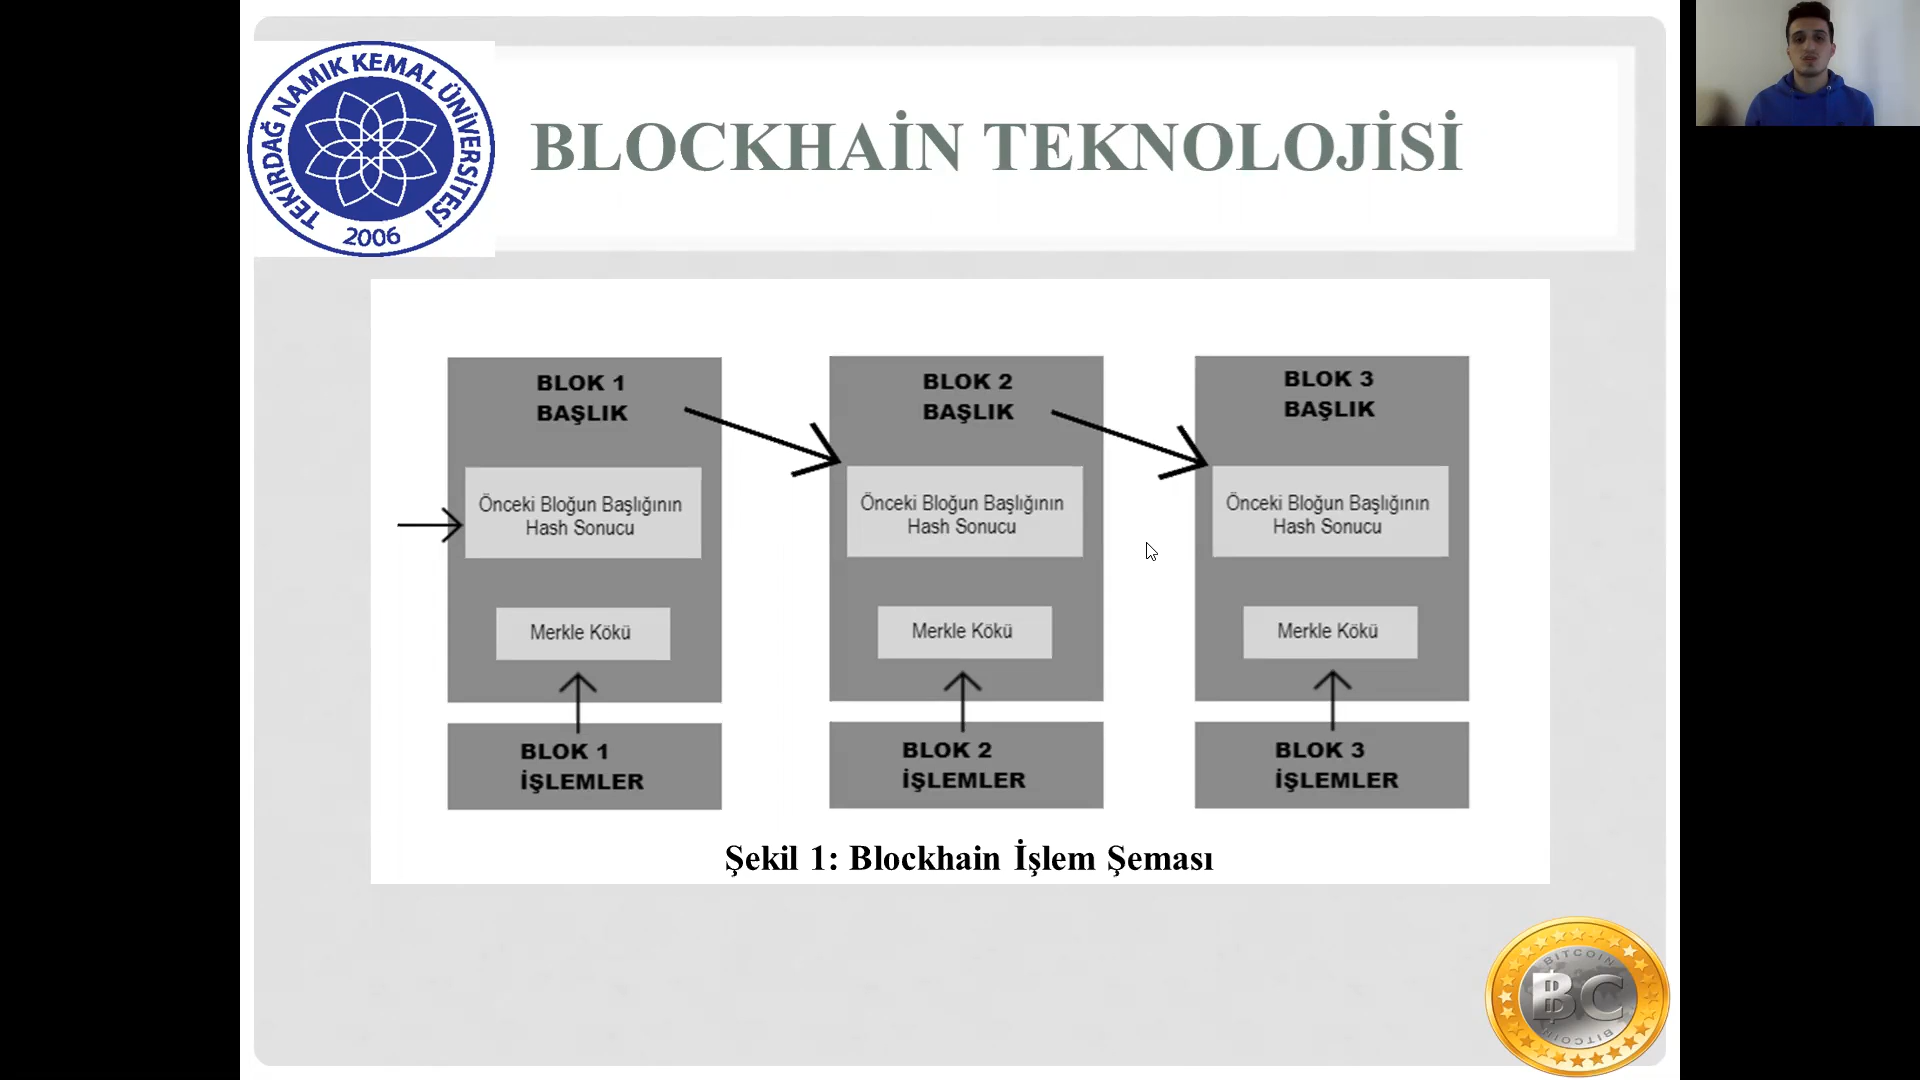 TEKİRDAĞ NAMIK KEMAL ÜNİVERSİTESİ
2006
BLOCKHAİN TEKNOLOJİSİ
BLOK 1
BAŞLIK
Önceki Bloğun Başlığının
Hash Sonucu
Merkle Kökü
BLOK 1
İŞLEMLER
BLOK 2
BAŞLIK
Önceki Bloğun Başlığının
Hash Sonucu
Merkle Kökü
BLOK 2
İŞLEMLER
BLOK 3
BAŞLIK
Önceki Bloğun Başlığının
Hash Sonucu
Merkle Kökü
BLOK 3
İŞLEMLER
Şekil 1: Blockhain İşlem Şeması
BITCOIN
BC
BITCOIN